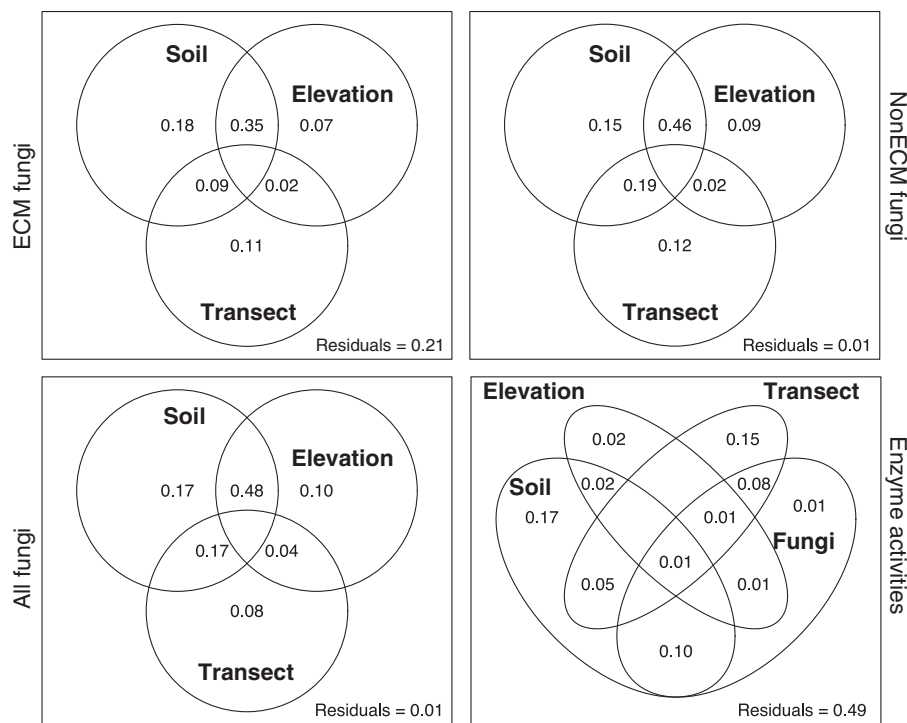 ECM fungi
Soil
Elevation
0.18
0.35
0.07
0.09
0.02
0.11
Transect
Residuals = 0.21
NonECM fungi
Soil
Elevation
0.15
0.46
0.09
0.19
0.02
0.12
Transect
Residuals = 0.01
All fungi
Soil
Elevation
0.17
0.48
0.10
0.17
0.04
0.08
Transect
Residuals = 0.01
Enzyme activities
Elevation
Transect
0.02
0.15
Soil
0.02
0.08
0.17
0.01
0.01
Fungi
0.01
0.05
0.01
0.10
Residuals = 0.49